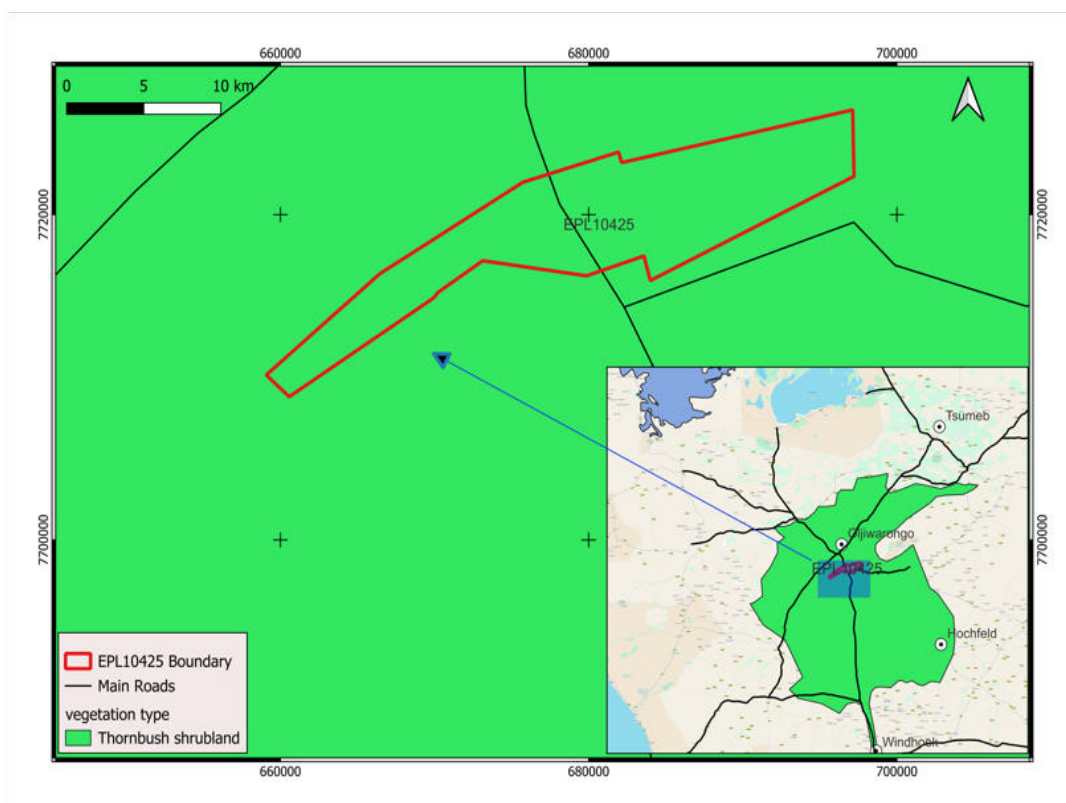 660000
680000
700000
0 5 10 km
7720000
7720000
EPL10425
7700000
7700000
Tsumeb
Otjiwarongo
EPL10425
Hochfeld
Windhoek
EPL10425 Boundary
Main Roads
vegetation type
Thornbush shrubland
660000
680000
700000